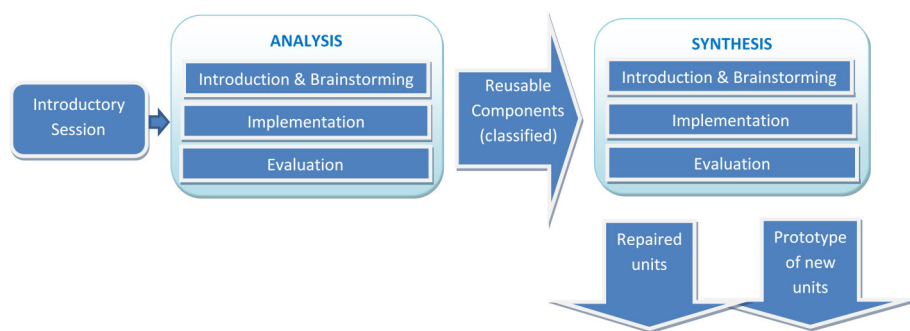 Introductory
Session
ANALYSIS
Introduction & Brainstorming
Implementation
Evaluation
Reusable
Components
(classified)
SYNTHESIS
Introduction & Brainstorming
Implementation
Evaluation
Repaired
units
Prototype
of new
units